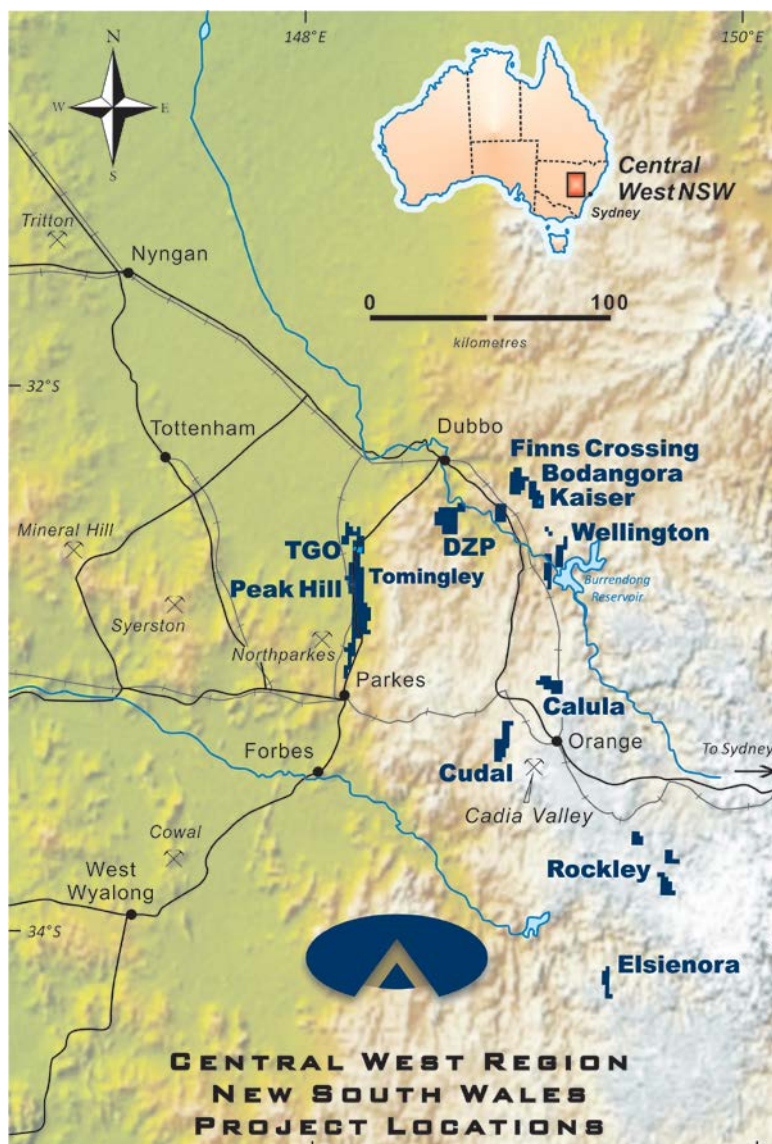 148°E
150°E
N
W
E
S
Central
West NSW
Sydney
Tritton
Nyngan
0
100
kilometres
32°S
Tottenham
Dubbo
Finns Crossing
Bodangora
Kaiser
Mineral Hill
TGO
DZP
Wellington
Peak Hill
Tomingley
Burrendong
Reservoir
Syerston
Northparkes
Parkes
Calula
Forbes
Orange
To Sydney
Cudal
Cadia Valley
Cowal
West
Wyalong
Rockley
34°S
Elsienora
CENTRAL WEST REGION
NEW SOUTH WALES
PROJECT LOCATIONS